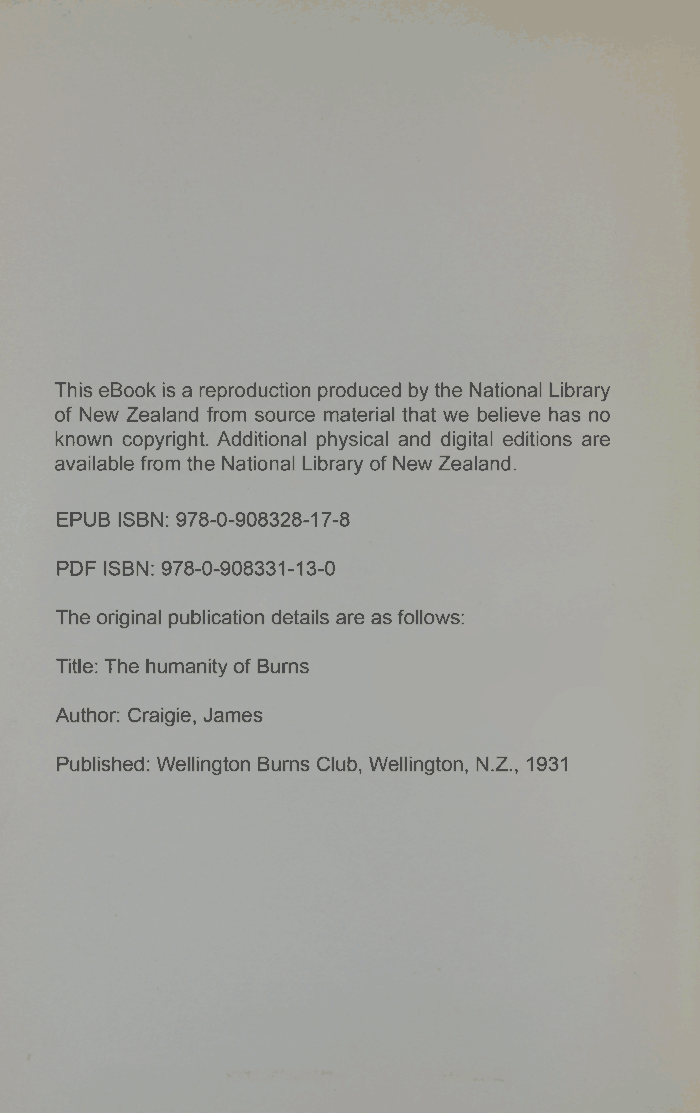 This eBook is a reproduction produced by the National Library
of New Zealand from source material that we believe has no
known copyright. Additional physical and digital editions are
available from the National Library of New Zealand.
EPUB ISBN: 978-0-908328-17-8
PDF ISBN: 978-0-908331-13-0
The original publication details are as follows:
Title: The humanity of Burns
Author: Craigie, James
Published: Wellington Burns Club, Wellington, N.Z., 1931